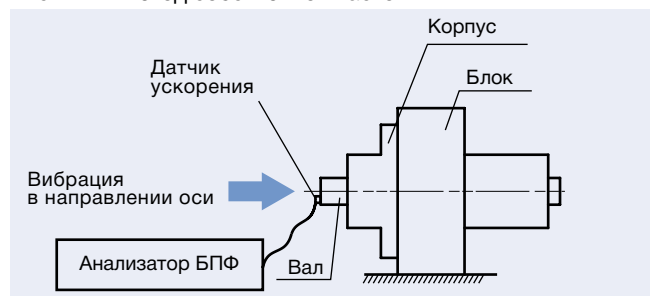 Корпус
Датчик
ускорения
Блок
Вибрация
в направлении оси
Анализатор БПФ
Вал